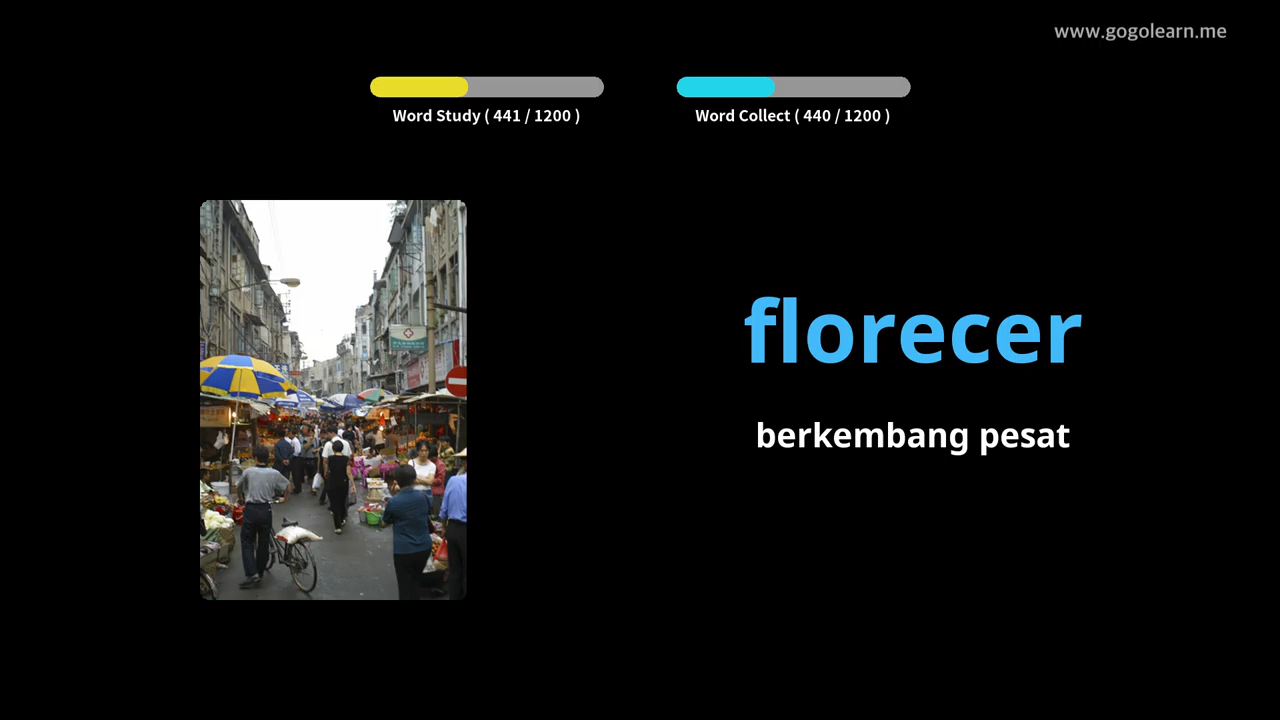 www.gogolearn.me
Word Study ( 441 / 1200 )
Word Collect ( 440 / 1200 )
florecer
berkembang pesat